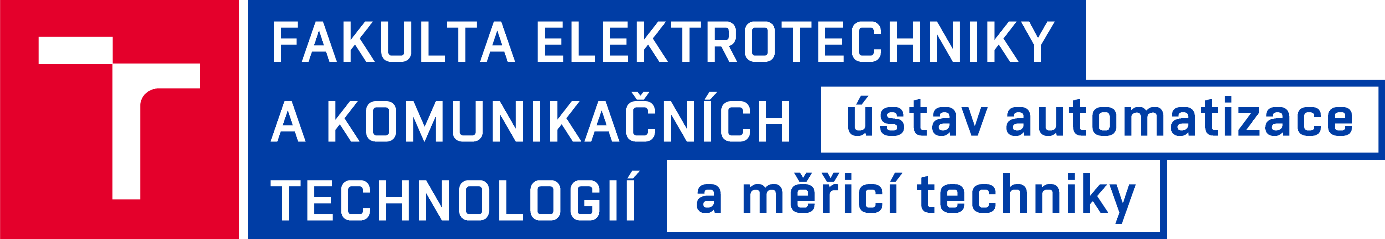 FAKULTA ELEKTROTECHNIKY
A KOMUNIKAČNÍCH ústav automatizace
TECHNOLOGIÍ a měřicí techniky